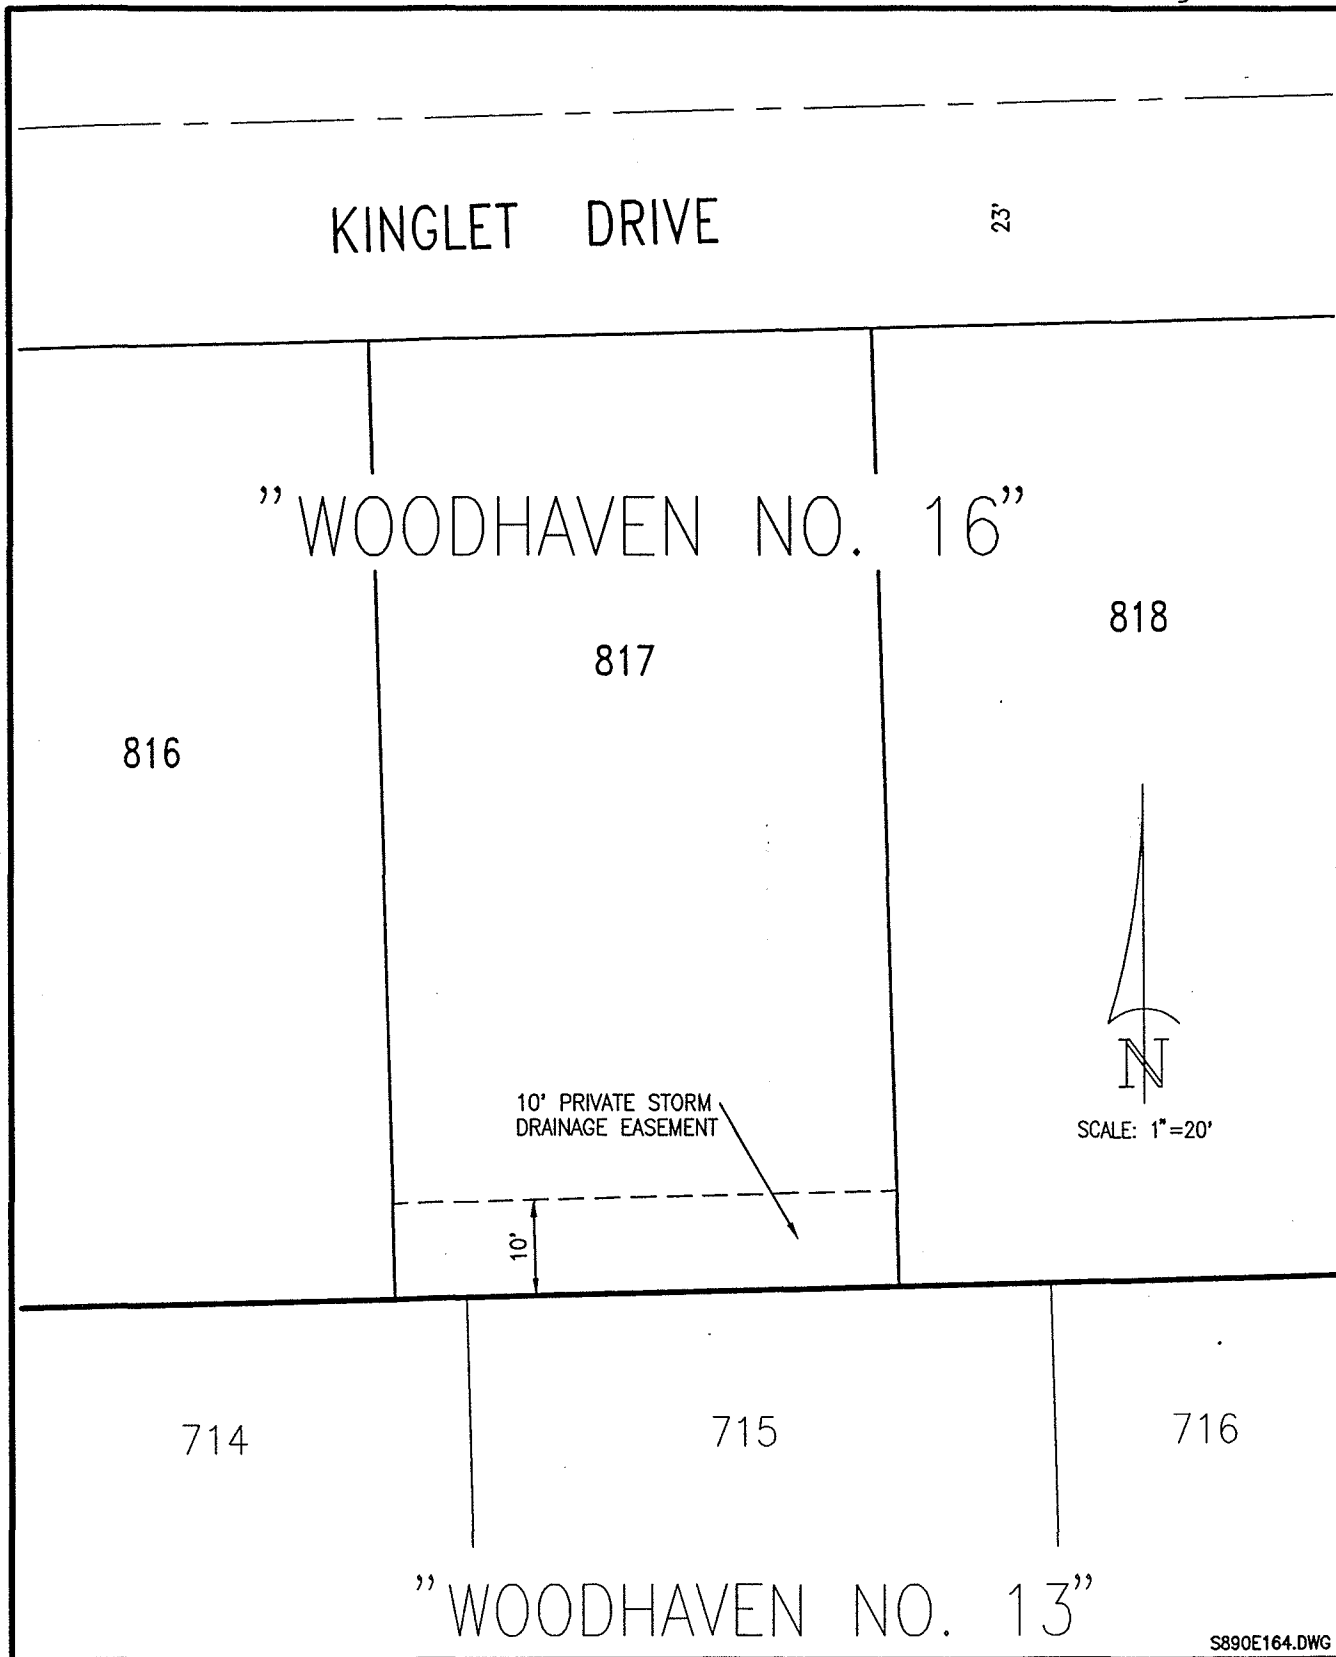 KINGLET DRIVE
23'
"WOODHAVEN NO. 16"
818
817
816
N
10' PRIVATE STORM
DRAINAGE EASEMENT
SCALE: 1"=20'
10'
714
715
716
"WOODHAVEN NO. 13"
S890E164.DWG